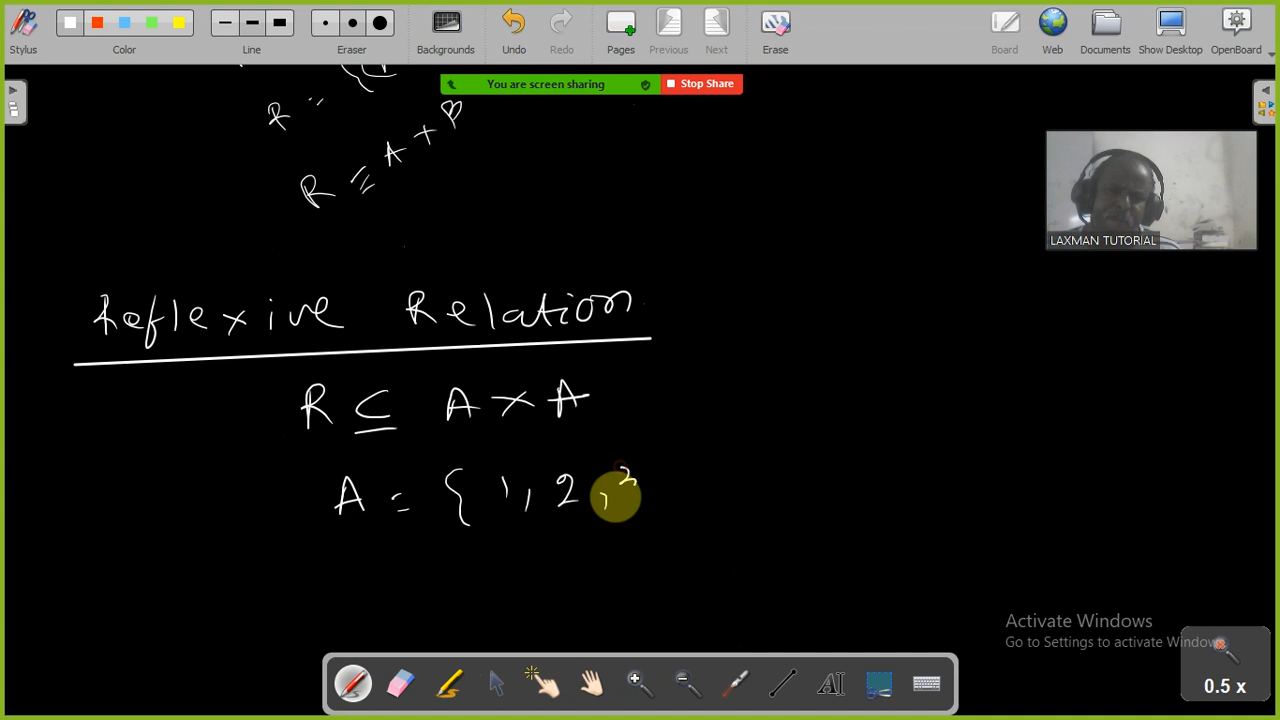 Stylus
Color
Line
Eraser
Backgrounds
Undo
Redo
Pages
Previous
Next
Erase
Board
Web
Documents
Show Desktop
OpenBoard
You are screen sharing
Stop Share
R =
R = A + B
LAXMAN TUTORIAL
Reflexive Relation
R ⊆ A × A
A = { 1, 2 , 3
Activate Windows
Go to Settings to activate Windows
0.5 x